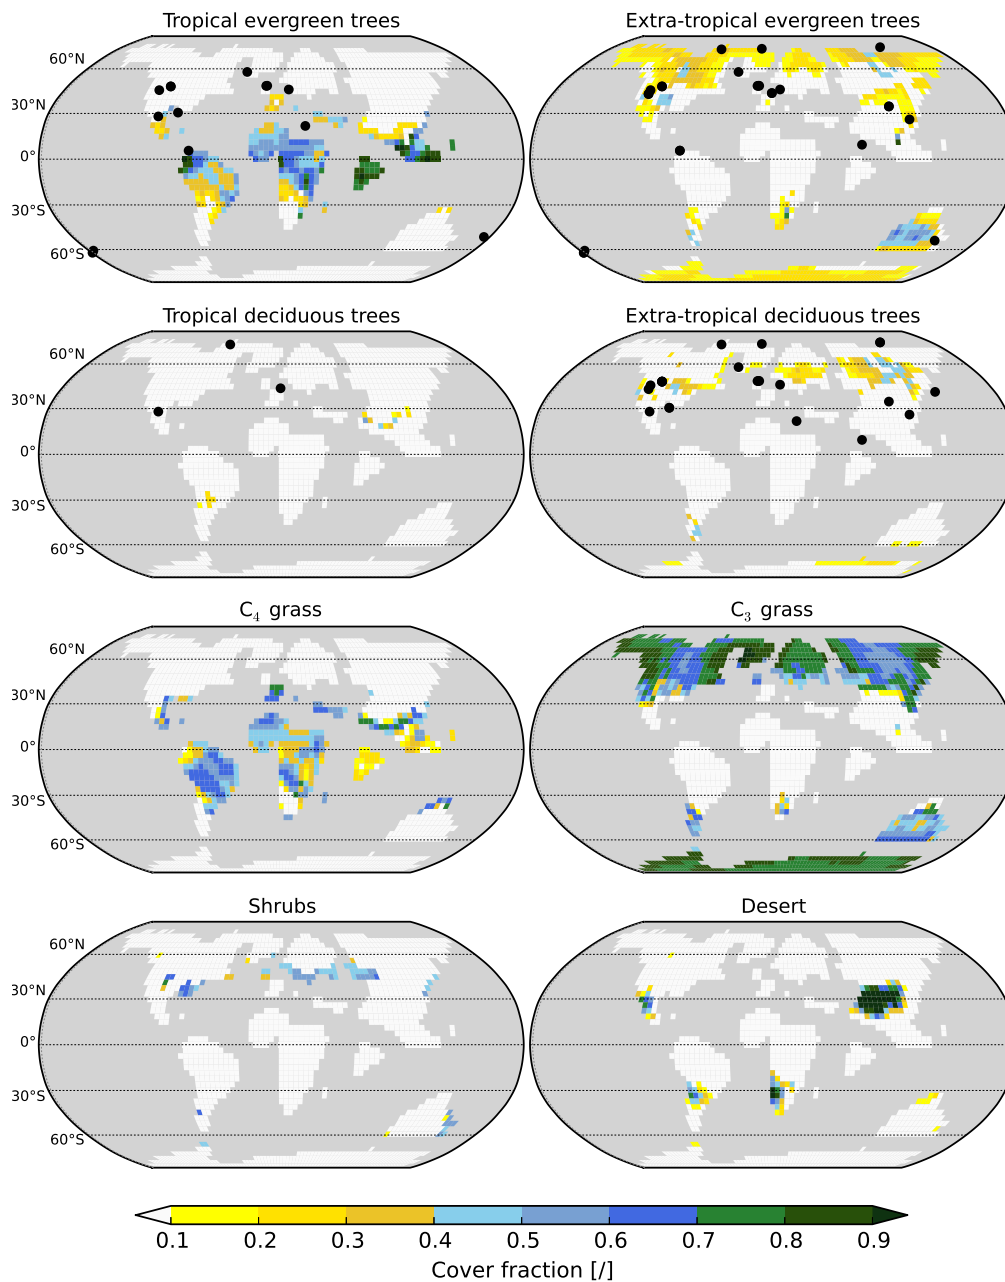 Tropical evergreen trees
Extra-tropical evergreen trees
60°N
30°N
0°
30°S
60°S
Tropical deciduous trees
Extra-tropical deciduous trees
60°N
30°N
0°
30°S
60°S
C₄ grass
C₃ grass
60°N
30°N
0°
30°S
60°S
Shrubs
Desert
60°N
30°N
0°
30°S
60°S
0.1 0.2 0.3 0.4 0.5 0.6 0.7 0.8 0.9
Cover fraction [/]